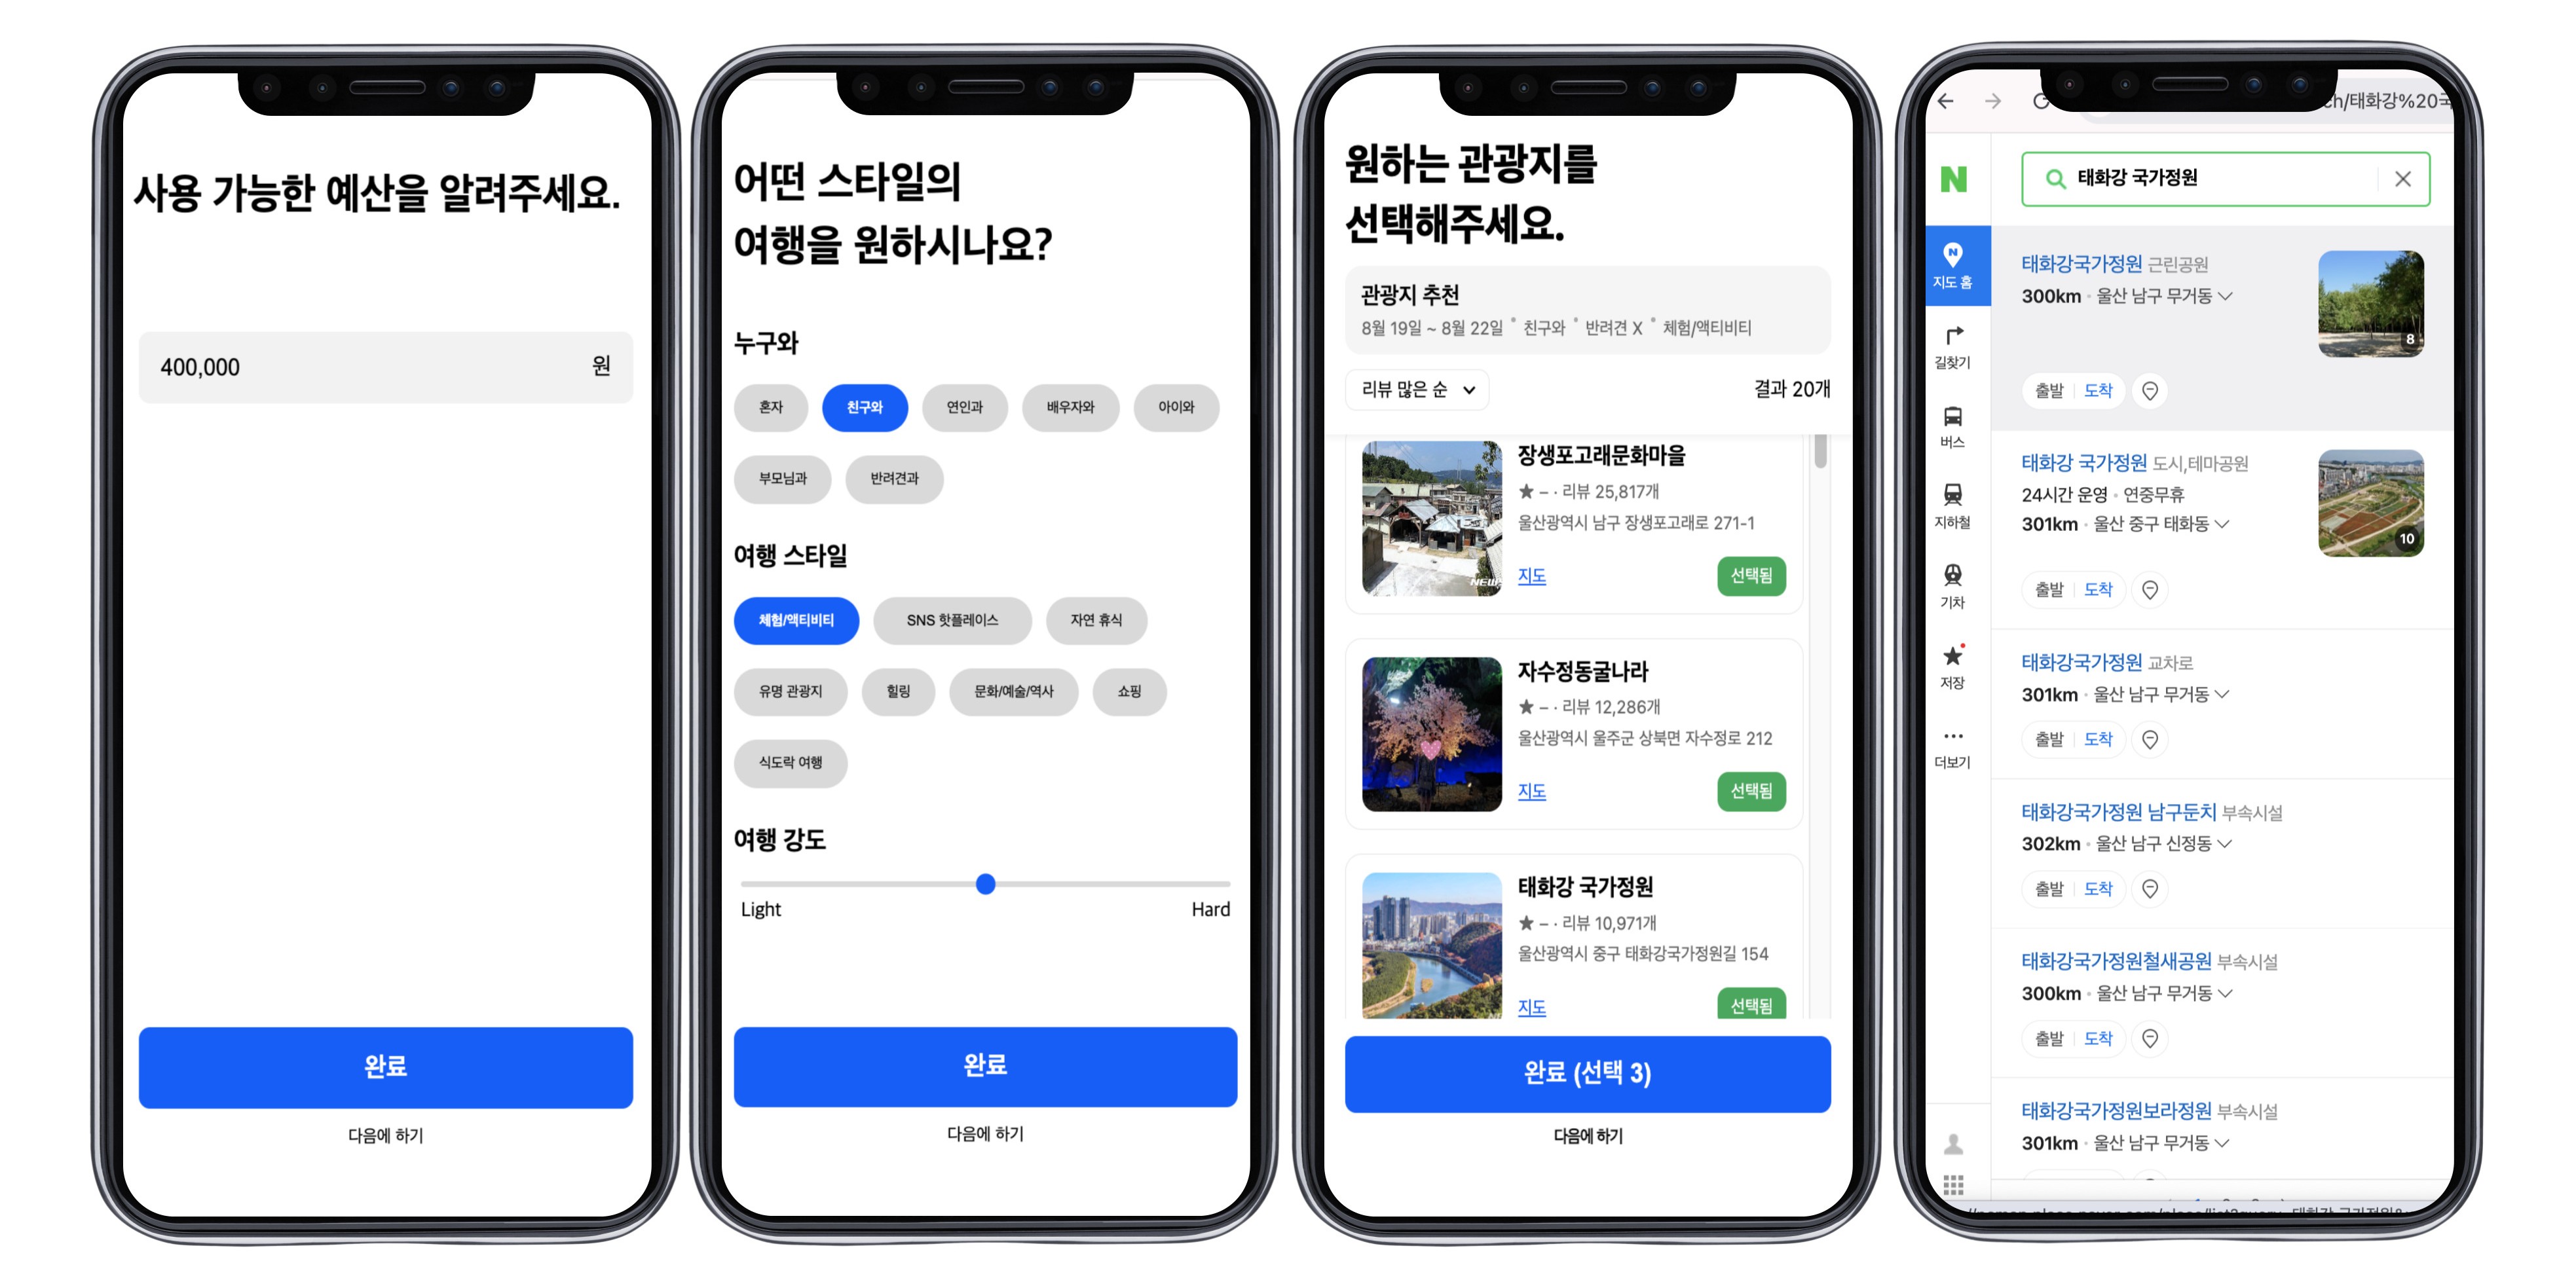 사용 가능한 예산을 알려주세요.
400,000 원
완료
다음에 하기
어떤 스타일의
여행을 원하시나요?
누구와
혼자 친구와 연인과 배우자와 아이와
부모님과 반려견과
여행 스타일
체험/액티비티 SNS 핫플레이스 자연 휴식
유명 관광지 힐링 문화/예술/역사 쇼핑
식도락 여행
여행 강도
Light Hard
완료
다음에 하기
원하는 관광지를
선택해주세요.
관광지 추천
8월 19일 ~ 8월 22일 • 친구와 • 반려견 X • 체험/액티비티
리뷰 많은 순 결과 20개
장생포고래문화마을
★ – · 리뷰 25,817개
울산광역시 남구 장생포고래로 271-1
지도 선택됨
자수정동굴나라
★ – · 리뷰 12,286개
울산광역시 울주군 상북면 자수정로 212
지도 선택됨
태화강 국가정원
★ – · 리뷰 10,971개
울산광역시 중구 태화강국가정원길 154
지도 선택됨
완료 (선택 3)
다음에 하기
ch/태화강%20국
N
태화강 국가정원
지도 홈
길찾기
버스
지하철
기차
저장
더보기
태화강국가정원 근린공원
300km · 울산 남구 무거동
8
출발 도착
태화강 국가정원 도시,테마공원
24시간 운영 · 연중무휴
301km · 울산 중구 태화동
10
출발 도착
태화강국가정원 교차로
301km · 울산 남구 무거동
출발 도착
태화강국가정원 남구둔치 부속시설
302km · 울산 남구 신정동
출발 도착
태화강국가정원철새공원 부속시설
300km · 울산 남구 무거동
출발 도착
태화강국가정원보라정원 부속시설
301km · 울산 남구 무거동